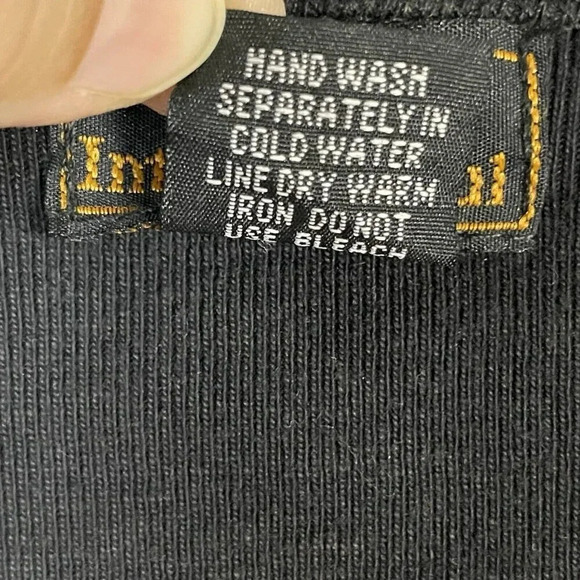 HAND WASH
SEPARATELY IN
COLD WATER
LINE DRY WARM
IRON DO NOT
USE BLEACH